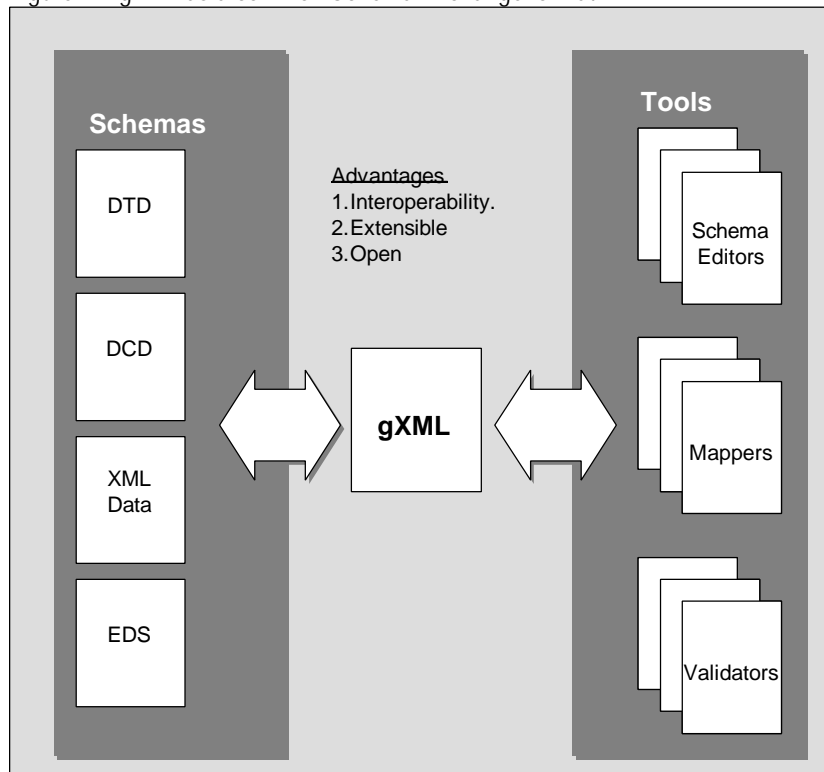 Schemas
DTD
DCD
XML
Data
EDS
Advantages
1.Interoperability.
2.Extensible
3.Open
gXML
Tools
Schema
Editors
Mappers
Validators